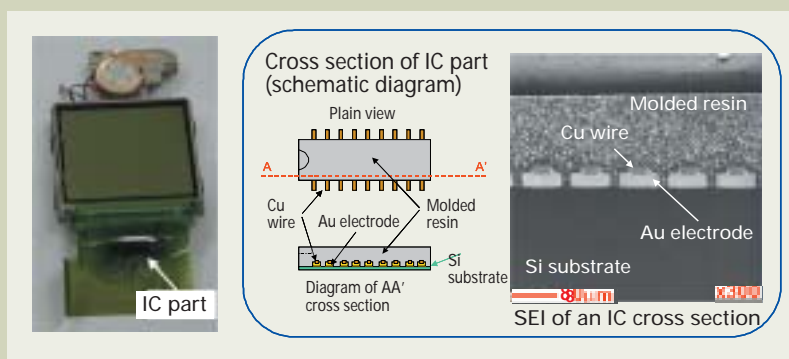 IC part
Cross section of IC part
(schematic diagram)
Plain view
A
A'
Cu
wire
Au electrode
Molded
resin
Si
substrate
Diagram of AA'
cross section
Molded resin
Cu wire
Au electrode
Si substrate
SEI of an IC cross section